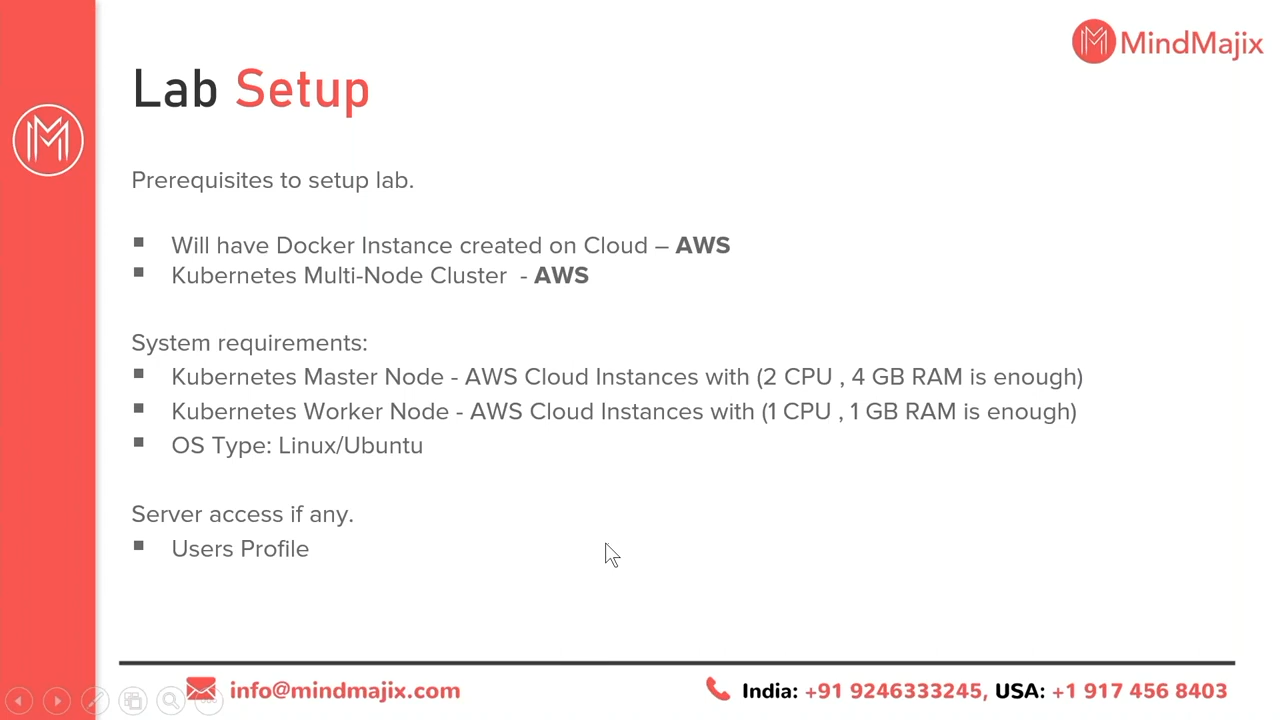 MindMajix
Lab Setup
Prerequisites to setup lab.
▪ Will have Docker Instance created on Cloud – AWS
▪ Kubernetes Multi-Node Cluster - AWS
System requirements:
▪ Kubernetes Master Node - AWS Cloud Instances with (2 CPU , 4 GB RAM is enough)
▪ Kubernetes Worker Node - AWS Cloud Instances with (1 CPU , 1 GB RAM is enough)
▪ OS Type: Linux/Ubuntu
Server access if any.
▪ Users Profile
info@mindmajix.com
India: +91 9246333245, USA: +1 917 456 8403